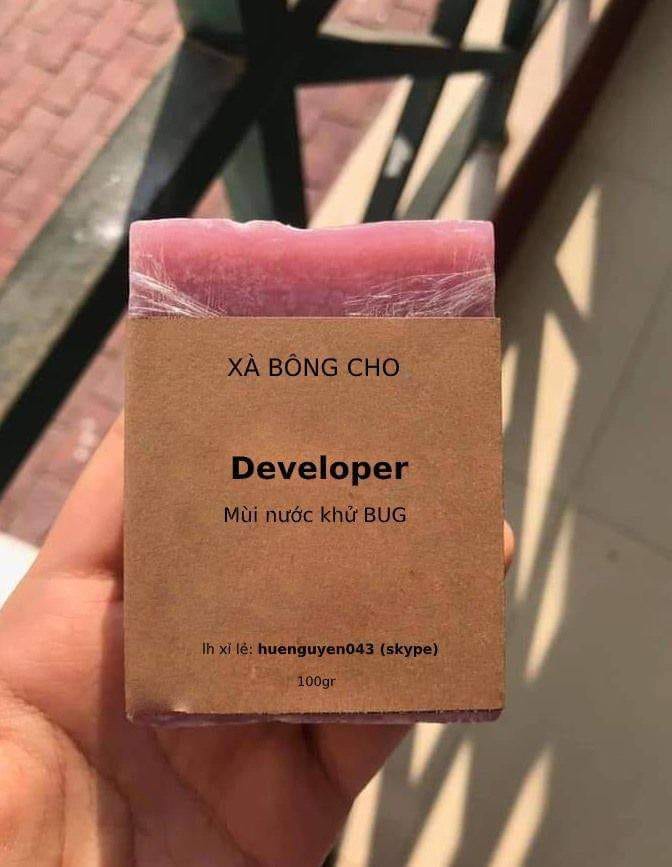 XÀ BÔNG CHO
Developer
Mùi nước khử BUG
lh xỉ lẻ: huenguyen043 (skype)
100gr